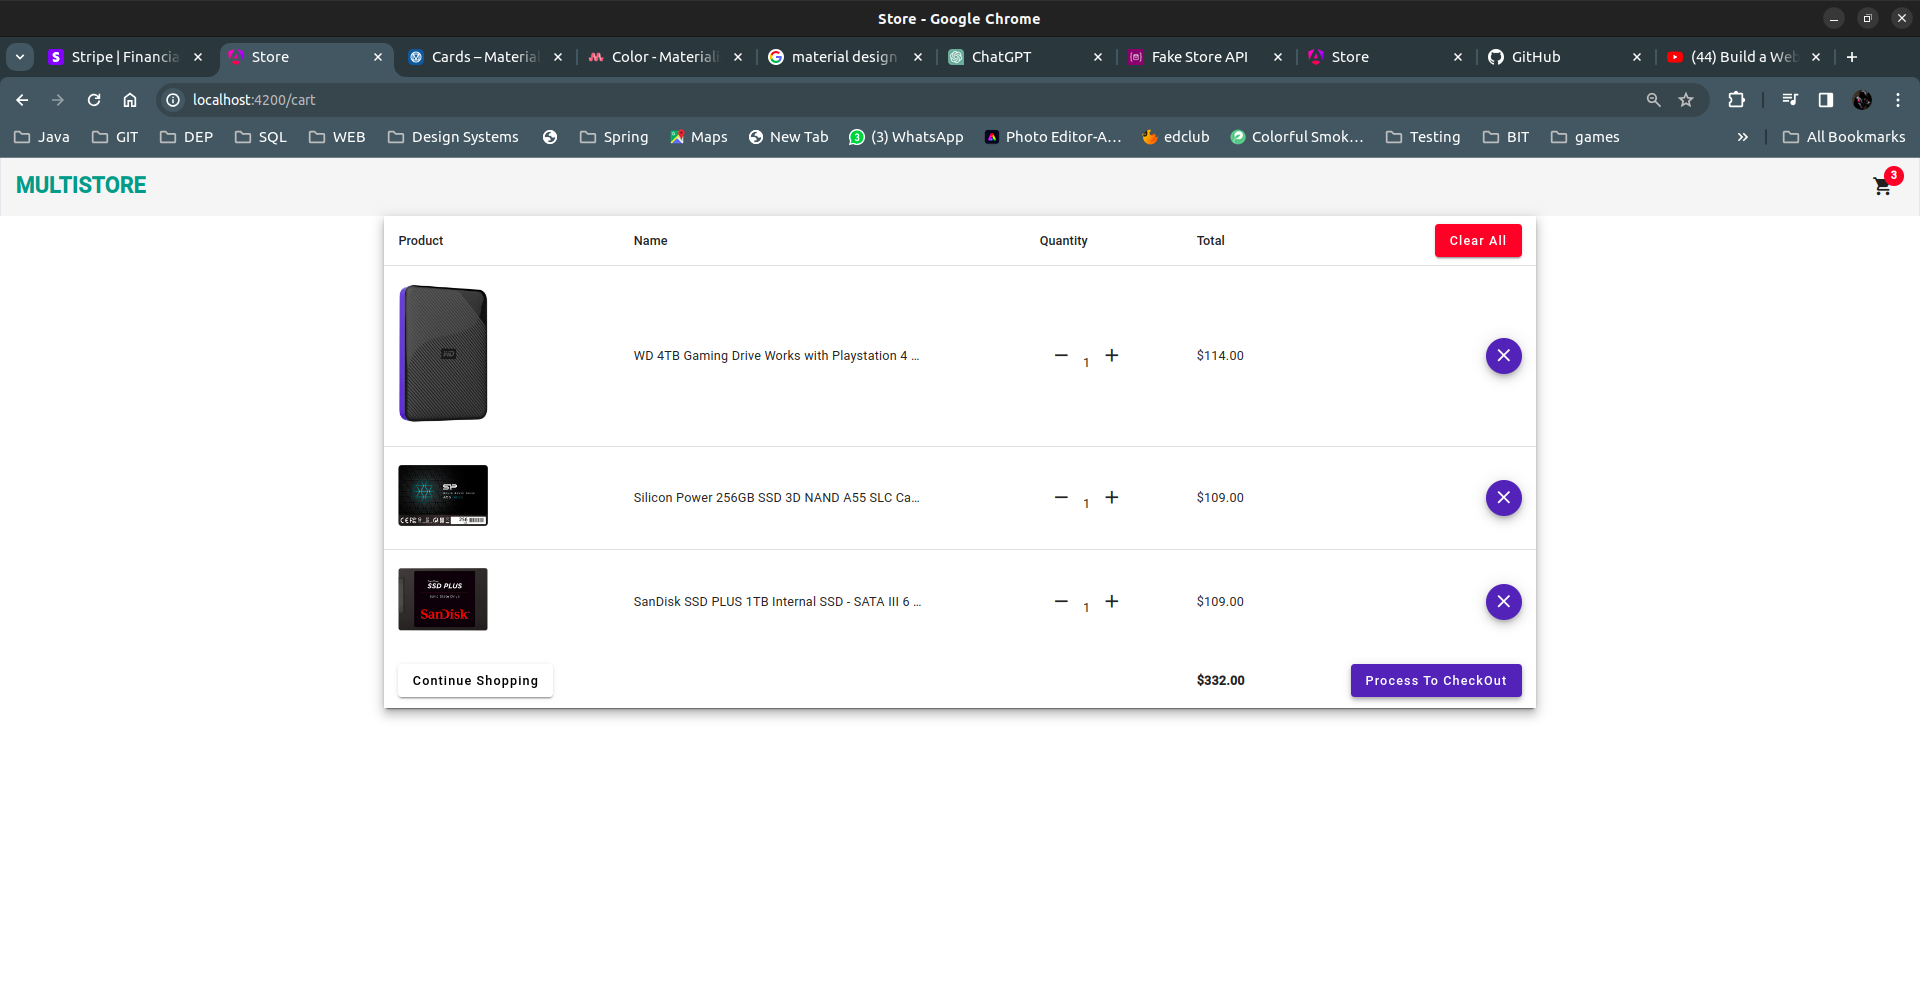 Store - Google Chrome
Stripe | Financia
Store
Cards – Material
Color - Materiali
material design
ChatGPT
Fake Store API
Store
GitHub
(44) Build a Web
localhost:4200/cart
Java GIT DEP SQL WEB Design Systems Spring Maps New Tab (3) WhatsApp Photo Editor-A... edclub Colorful Smok... Testing BIT games » All Bookmarks
MULTISTORE
3
Product Name Quantity Total Clear All
WD 4TB Gaming Drive Works with Playstation 4 ... 1 $114.00
Silicon Power 256GB SSD 3D NAND A55 SLC Ca... 1 $109.00
SSD PLUS
SanDisk
SanDisk SSD PLUS 1TB Internal SSD - SATA III 6 ... 1 $109.00
Continue Shopping $332.00 Process To CheckOut